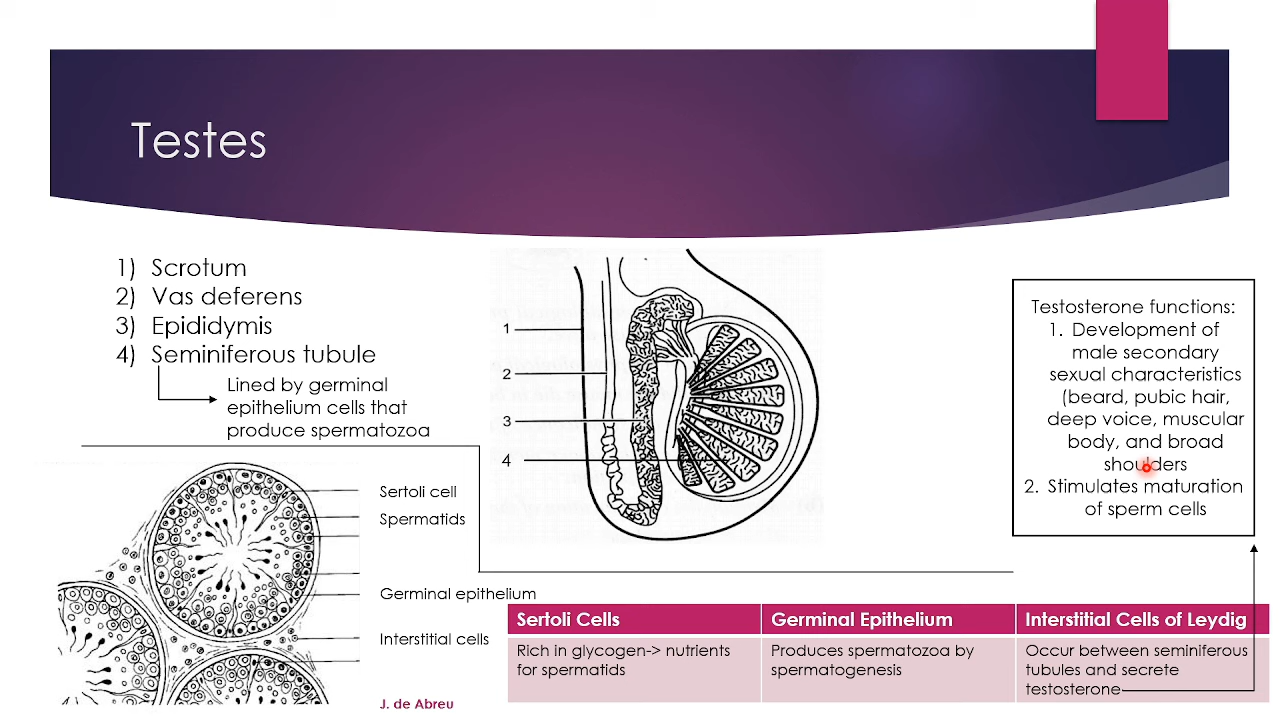 Testes
1) Scrotum
2) Vas deferens
3) Epididymis
4) Seminiferous tubule
Lined by germinal
epithelium cells that
produce spermatozoa
1
2
3
4
Testosterone functions:
1. Development of
male secondary
sexual characteristics
(beard, pubic hair,
deep voice, muscular
body, and broad
shoulders
2. Stimulates maturation
of sperm cells
Sertoli cell
Spermatids
Germinal epithelium
Interstitial cells
Sertoli Cells
Germinal Epithelium
Interstitial Cells of Leydig
Rich in glycogen-> nutrients
for spermatids
Produces spermatozoa by
spermatogenesis
Occur between seminiferous
tubules and secrete
testosterone
J. de Abreu